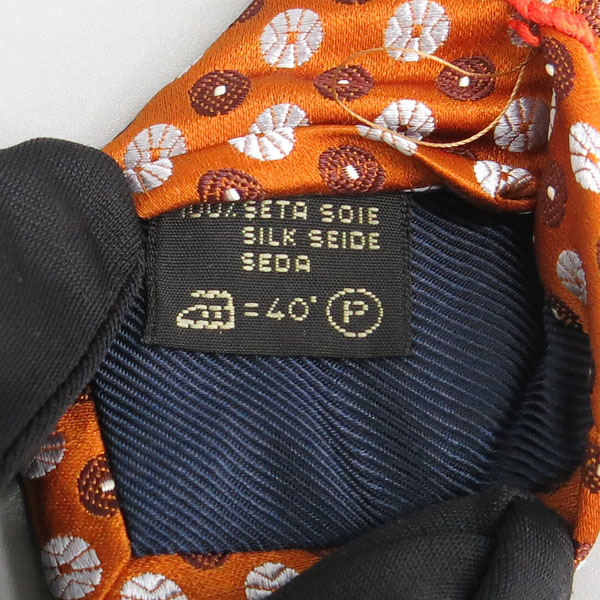 100% SETA SOIE
SILK SEIDE
SEDA
= 40° P